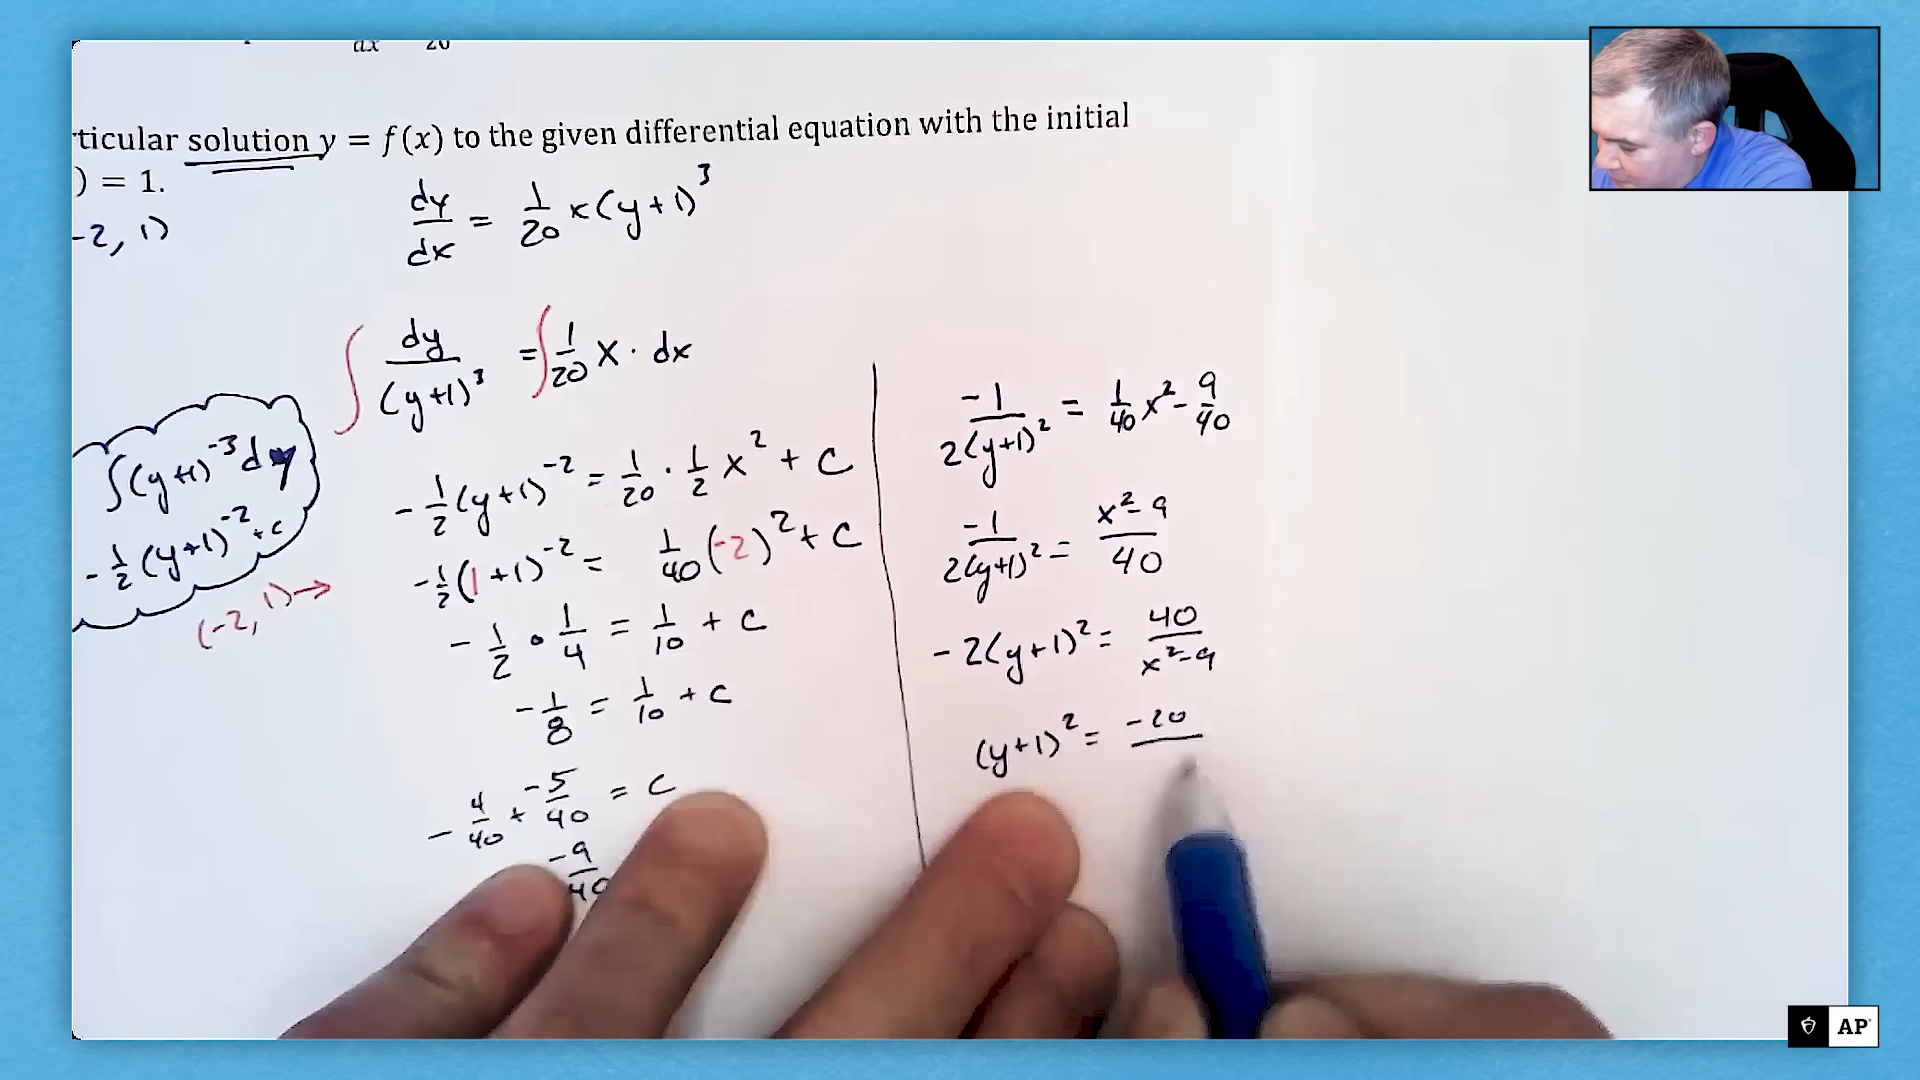 dx 20
ticular solution y = f(x) to the given differential equation with the initial
) = 1.
-2, 1)
dy/dx = 1/20 x(y+1)^3
∫ dy/(y+1)^3 = ∫ 1/20 x · dx
∫(y+1)^-3 dy
-1/2 (y+1)^-2 + c
(-2, 1) →
-1/2 (y+1)^-2 = 1/20 · 1/2 x^2 + C
-1/2 (1+1)^-2 = 1/40 (-2)^2 + C
-1/2 • 1/4 = 1/10 + C
-1/8 = 1/10 + C
-4/40 + -5/40 = C
-9/40
-1/2(y+1)^2 = 1/40 x^2 - 9/40
-1/2(y+1)^2 = x^2-9/40
-2(y+1)^2 = 40/x^2-9
(y+1)^2 = -20/
AP